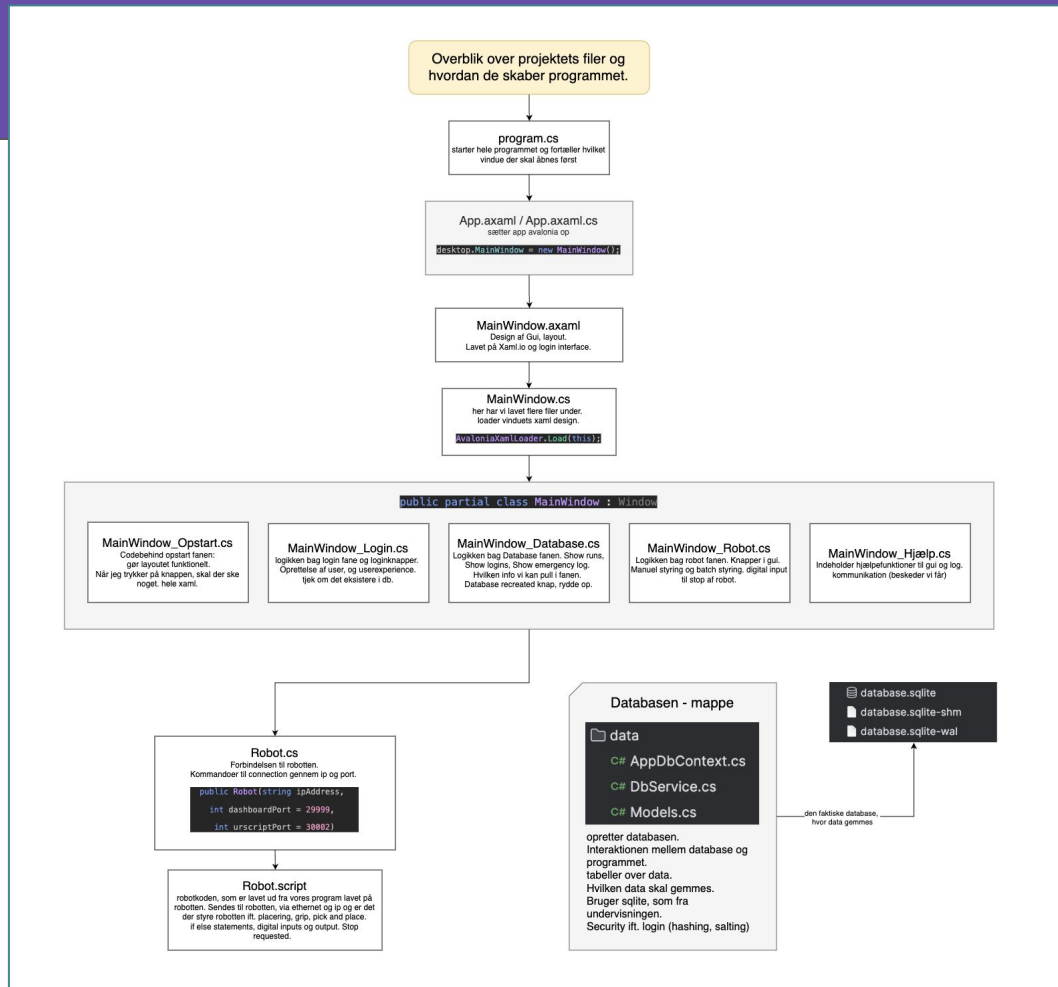 Overblik over projektets filer og
hvordan de skaber programmet.
program.cs
starter hele programmet og fortæller hvilket
vindue der skal åbnes først
App.axaml / App.axaml.cs
sætter app avalonia op
desktop.MainWindow = new MainWindow();
MainWindow.axaml
Design af Gui, layout.
Lavet på Xaml.io og login interface.
MainWindow.cs
her har vi lavet flere filer under.
loader vinduets xaml design.
AvaloniaXamlLoader.Load(this);
public partial class MainWindow : Window
MainWindow_Opstart.cs
Codebehind opstart fanen:
gør layoutet funktionelt.
Når jeg trykker på knappen, skal der ske
noget. hele xaml.
MainWindow_Login.cs
logikken bag login fane og loginknapper.
Oprettelse af user, og userexperience.
tjek om det eksistere i db.
MainWindow_Database.cs
Logikken bag Database fanen. Show runs,
Show logins, Show emergency log.
Hvilken info vi kan pull i fanen.
Database recreated knap, rydde op.
MainWindow_Robot.cs
Logikken bag robot fanen. Knapper i gui.
Manuel styring og batch styring. digital input
til stop af robot.
MainWindow_Hjælp.cs
Indeholder hjælpefunktioner til gui og log.
kommunikation (beskeder vi får)
Robot.cs
Forbindelsen til robotten.
Kommandoer til connection gennem ip og port.
public Robot(string ipAddress,
int dashboardPort = 29999,
int urscriptPort = 30002)
Robot.script
robotkoden, som er lavet ud fra vores program lavet på
robotten. Sendes til robotten, via ethernet og ip og er det
der styre robotten ift. placering, grip, pick and place.
if else statements, digital inputs og output. Stop
requested.
Databasen - mappe
data
C# AppDbContext.cs
C# DbService.cs
C# Models.cs
opretter databasen.
Interaktionen mellem database og
programmet.
tabeller over data.
Hvilken data skal gemmes.
Bruger sqlite, som fra
undervisningen.
Security ift. login (hashing, salting)
den faktiske database,
hvor data gemmes
database.sqlite
database.sqlite-shm
database.sqlite-wal